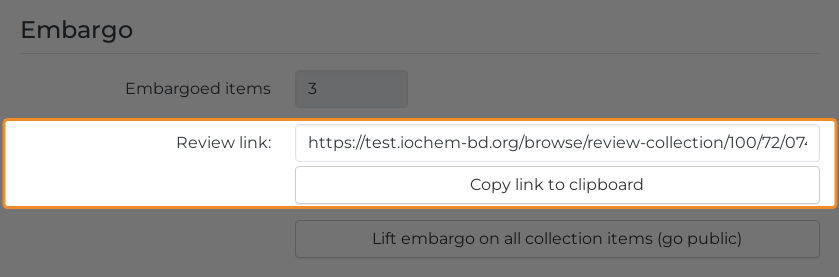 Embargo
Embargoed items 3
Review link: https://test.iochem-bd.org/browse/review-collection/100/72/074
Copy link to clipboard
Lift embargo on all collection items (go public)